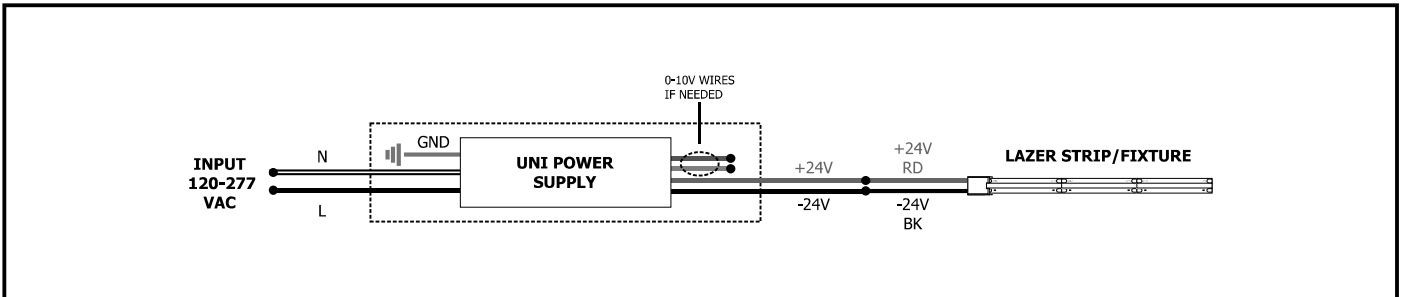 0-10V WIRES
IF NEEDED
GND
INPUT
120-277
VAC
N
L
UNI POWER
SUPPLY
+24V
-24V
+24V
RD
-24V
BK
LAZER STRIP/FIXTURE